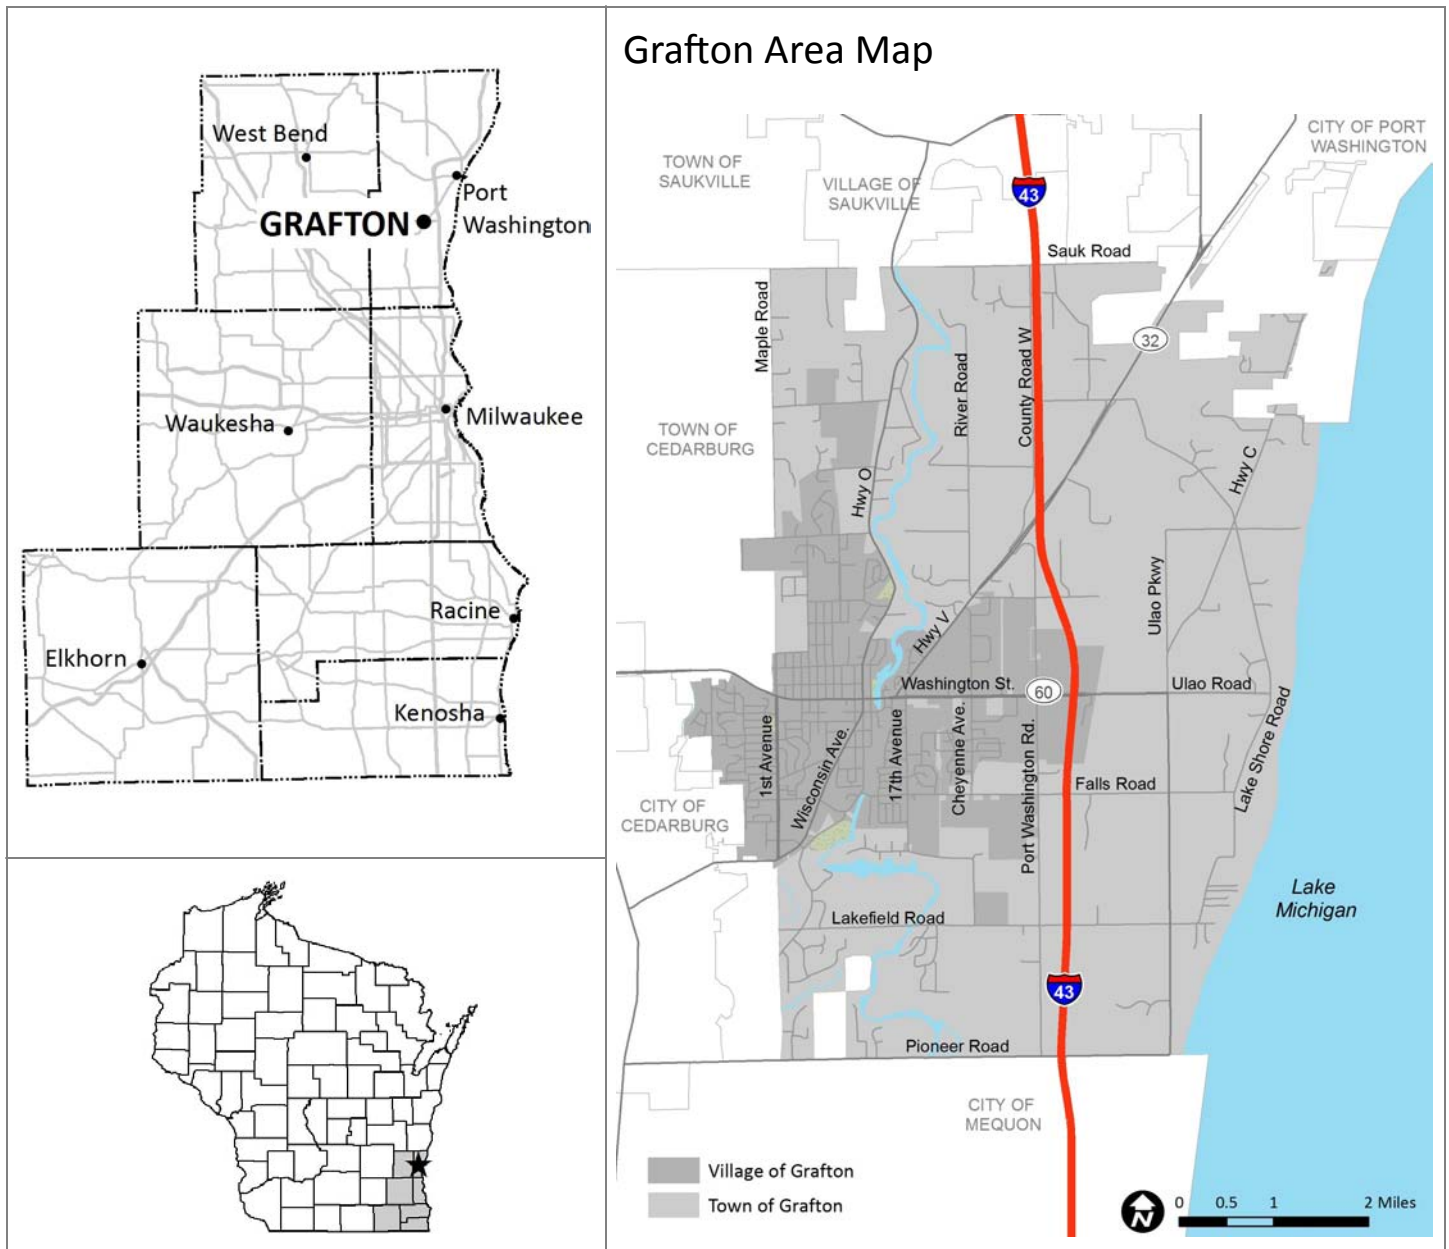 West Bend
Port
Washington
GRAFTON
Waukesha
Milwaukee
Racine
Elkhorn
Kenosha
Grafton Area Map
CITY OF PORT
WASHINGTON
TOWN OF
SAUKVILLE
VILLAGE OF
SAUKVILLE
43
Sauk Road
Maple Road
32
River Road
County Road W
TOWN OF
CEDARBURG
Hwy O
Hwy C
Ulao Pkwy
Hwy V
Washington St.
60
Ulao Road
1st Avenue
Wisconsin Ave.
17th Avenue
Cheyenne Ave.
Port Washington Rd.
Falls Road
Lake Shore Road
CITY OF
CEDARBURG
Lake
Michigan
Lakefield Road
43
Pioneer Road
CITY OF
MEQUON
Village of Grafton
Town of Grafton
N
0 0.5 1 2 Miles